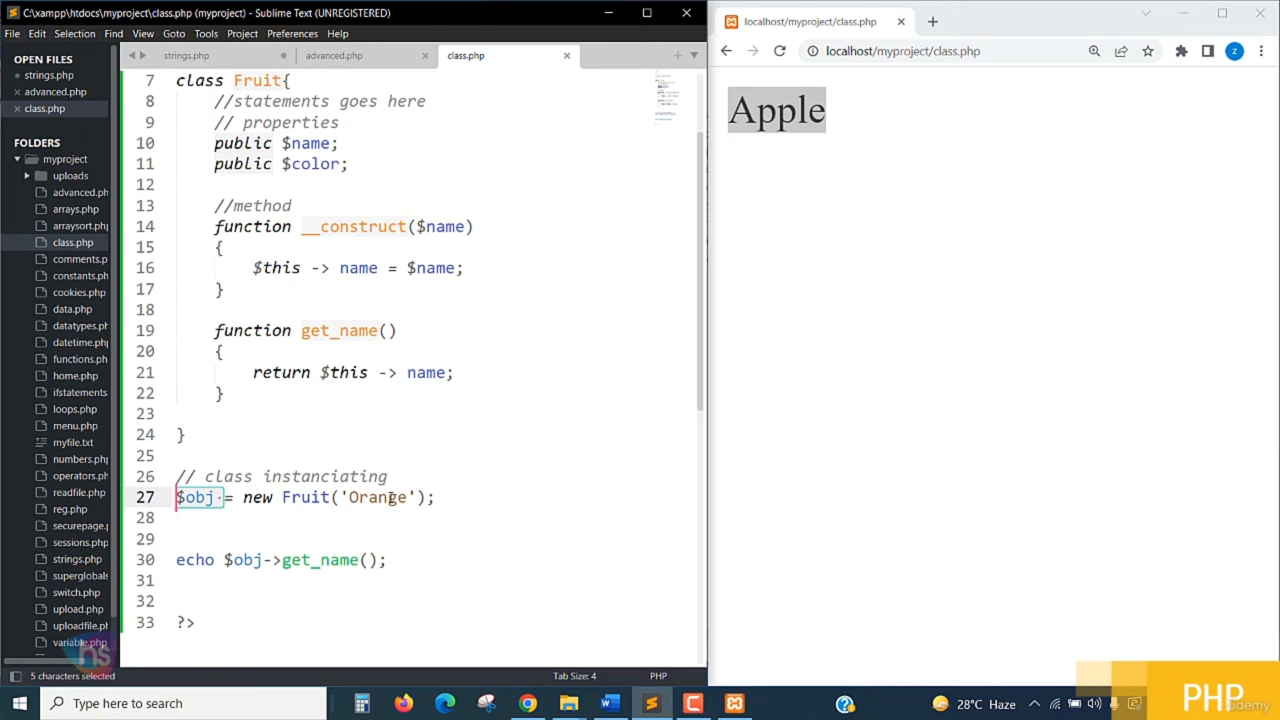 C:\xampp\htdocs\myproject\class.php (myproject) - Sublime Text (UNREGISTERED)
File Edit Selection Find View Goto Tools Project Preferences Help
OPEN FILES
strings.php
advanced.php
class.php
FOLDERS
myproject
uploads
advanced.ph
arrays.php
arraysort.php
class.php
comments.p
constants.ph
cookies.php
data.php
datatypes.ph
datetime.php
functions.ph
home.php
ifstatements
loops.php
menu.php
myfile.txt
numbers.php
operators.ph
readfile.php
reg.php
securepage.p
sessions.php
strings.php
superglobals
switch.php
upload.php
uploadfile.ph
variable.php
strings.php advanced.php class.php
7 class Fruit{
8 //statements goes here
9 // properties
10 public $name;
11 public $color;
12
13 //method
14 function __construct($name)
15 {
16 $this -> name = $name;
17 }
18
19 function get_name()
20 {
21 return $this -> name;
22 }
23
24 }
25
26 // class instanciating
27 $obj = new Fruit('Orange');
28
29
30 echo $obj->get_name();
31
32
33 ?>
5 characters selected Tab Size: 4 PHP
localhost/myproject/class.php
localhost/myproject/class.php
z
Apple
Type here to search
28°C Haze
PHP
ûdemy
ns